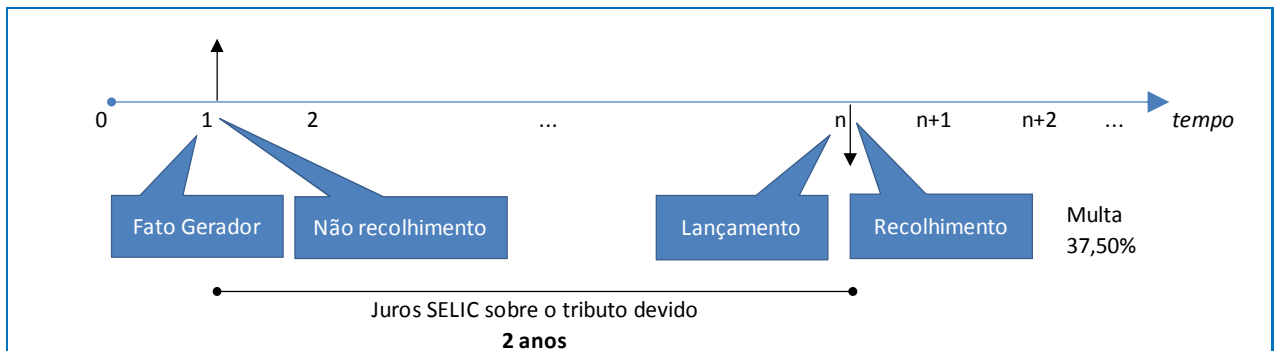 0 1 2 ... n n+1 n+2 ... tempo
Fato Gerador
Não recolhimento
Lançamento
Recolhimento
Multa
37,50%
Juros SELIC sobre o tributo devido
2 anos